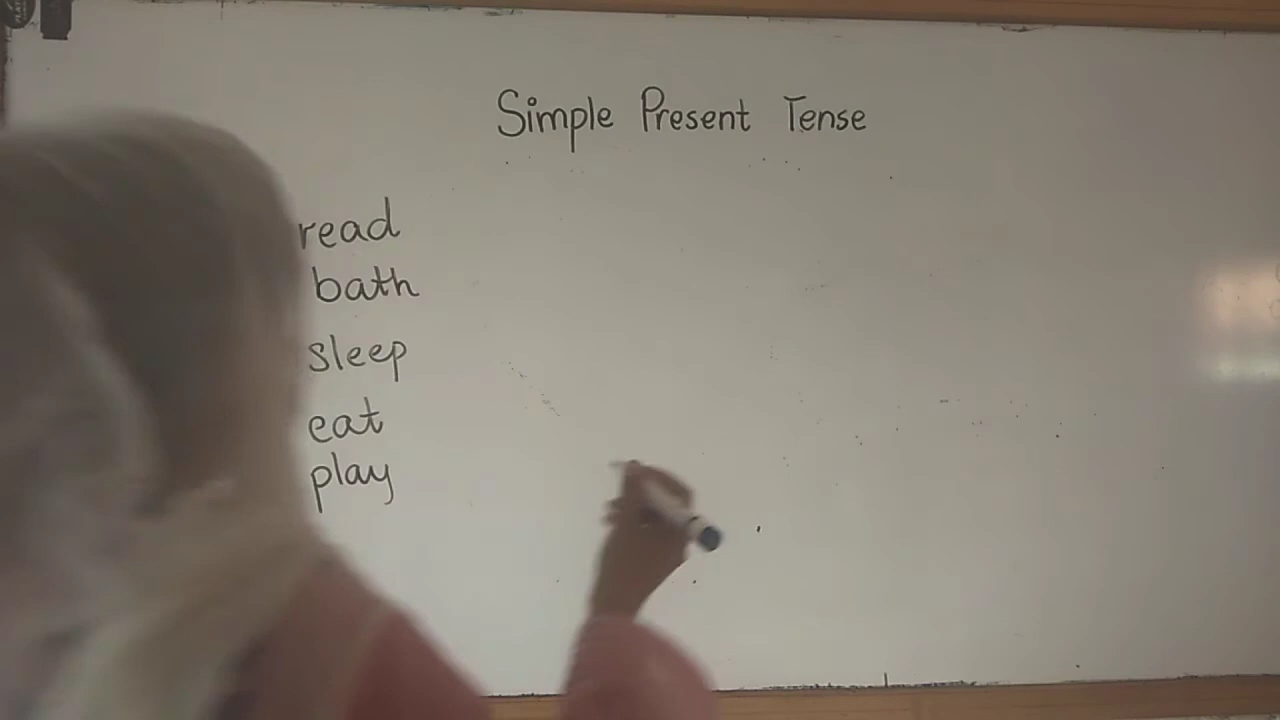 Simple Present Tense
read
bath
sleep
eat
play